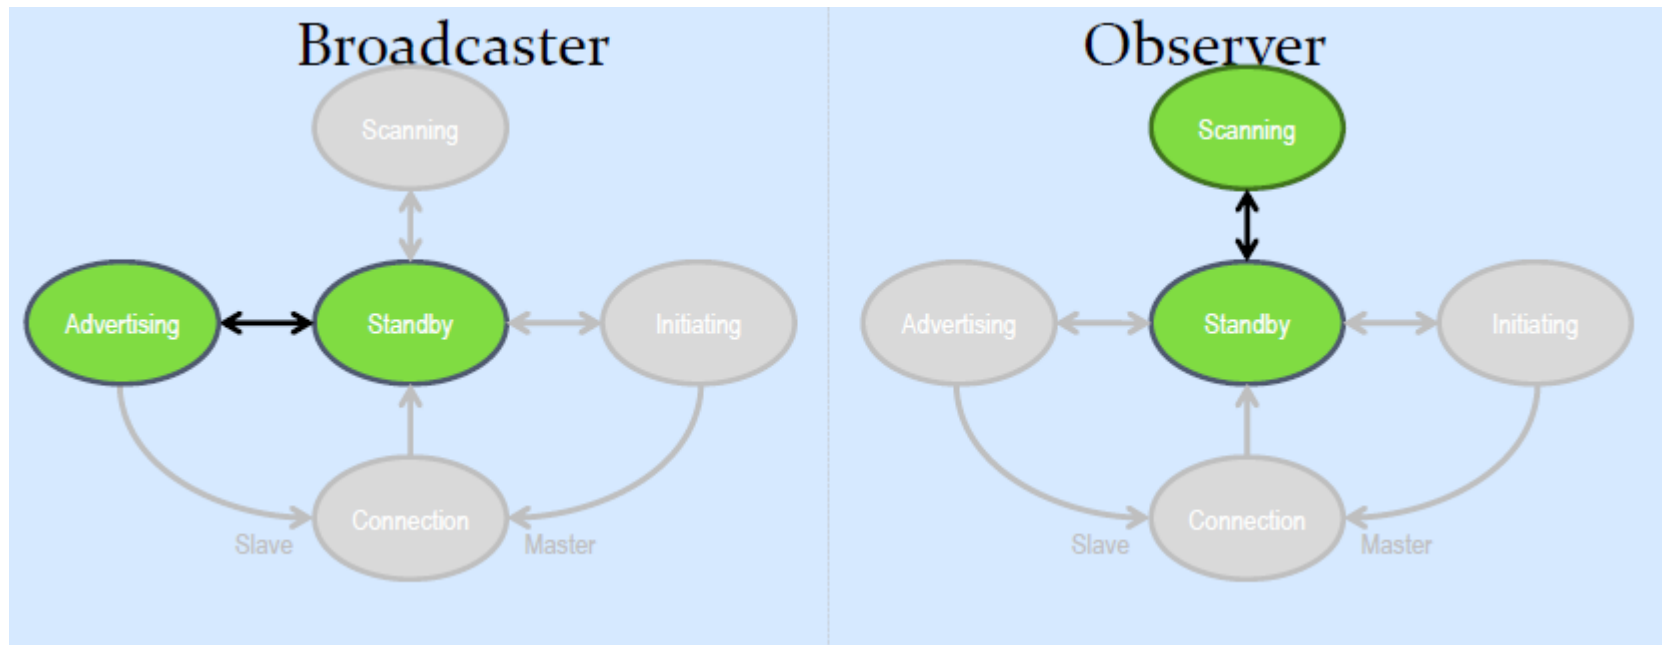 Broadcaster
Scanning
Advertising
Standby
Initiating
Connection
Slave
Master
Observer
Scanning
Advertising
Standby
Initiating
Connection
Slave
Master